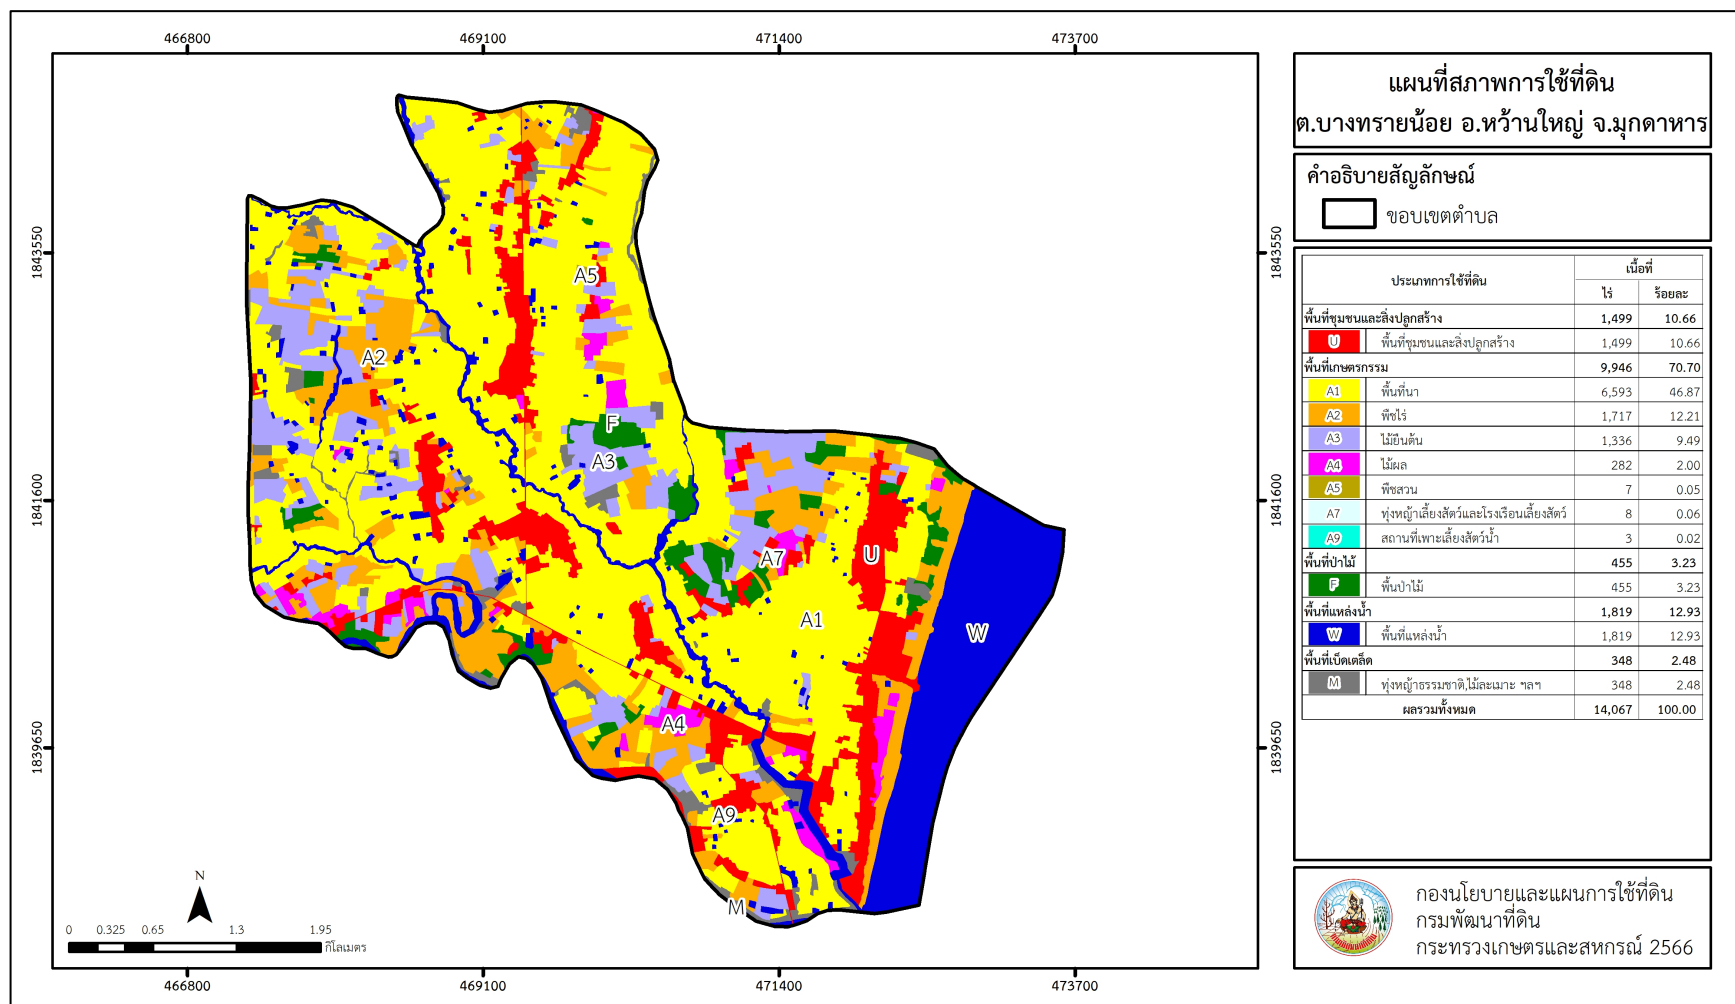 466800 469100 471400 473700
1843550 1843550
1841600 1841600
1839650 1839650
A5
A2
F
A3
A7
U
A1
W
A4
A9
M
N
0 0.325 0.65 1.3 1.95
กิโลเมตร
466800 469100 471400 473700
แผนที่สภาพการใช้ที่ดิน
ต.บางทรายน้อย อ.หว้านใหญ่ จ.มุกดาหาร
คำอธิบายสัญลักษณ์
ขอบเขตตำบล
ประเภทการใช้ที่ดิน เนื้อที่
ไร่ ร้อยละ
พื้นที่ชุมชนและสิ่งปลูกสร้าง 1,499 10.66
U พื้นที่ชุมชนและสิ่งปลูกสร้าง 1,499 10.66
พื้นที่เกษตรกรรม 9,946 70.70
A1 พื้นที่นา 6,593 46.87
A2 พืชไร่ 1,717 12.21
A3 ไม้ยืนต้น 1,336 9.49
A4 ไม้ผล 282 2.00
A5 พืชสวน 7 0.05
A7 ทุ่งหญ้าเลี้ยงสัตว์และโรงเรือนเลี้ยงสัตว์ 8 0.06
A9 สถานที่เพาะเลี้ยงสัตว์น้ำ 3 0.02
พื้นที่ป่าไม้ 455 3.23
F พื้นป่าไม้ 455 3.23
พื้นที่แหล่งน้ำ 1,819 12.93
W พื้นที่แหล่งน้ำ 1,819 12.93
พื้นที่เบ็ดเตล็ด 348 2.48
M ทุ่งหญ้าธรรมชาติ,ไม้ละเมาะ ฯลฯ 348 2.48
ผลรวมทั้งหมด 14,067 100.00
กองนโยบายและแผนการใช้ที่ดิน
กรมพัฒนาที่ดิน
กระทรวงเกษตรและสหกรณ์ 2566